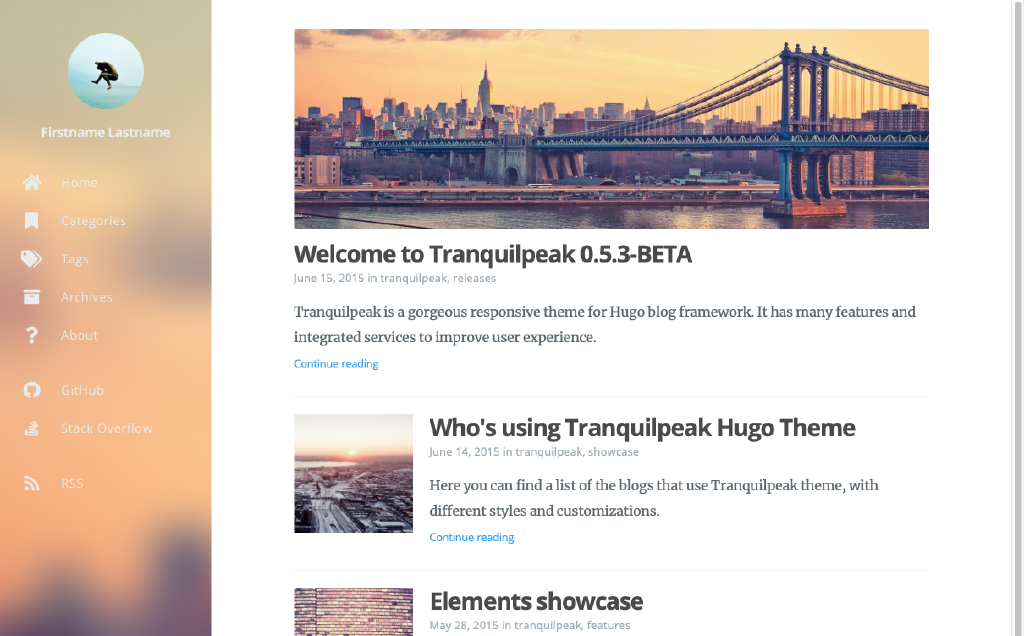 Firstname Lastname
Home
Categories
Tags
Archives
About
GitHub
Stack Overflow
RSS
Welcome to Tranquilpeak 0.5.3-BETA
June 15, 2015 in tranquilpeak, releases
Tranquilpeak is a gorgeous responsive theme for Hugo blog framework. It has many features and
integrated services to improve user experience.
Continue reading
Who's using Tranquilpeak Hugo Theme
June 14, 2015 in tranquilpeak, showcase
Here you can find a list of the blogs that use Tranquilpeak theme, with
different styles and customizations.
Continue reading
Elements showcase
May 28, 2015 in tranquilpeak, features